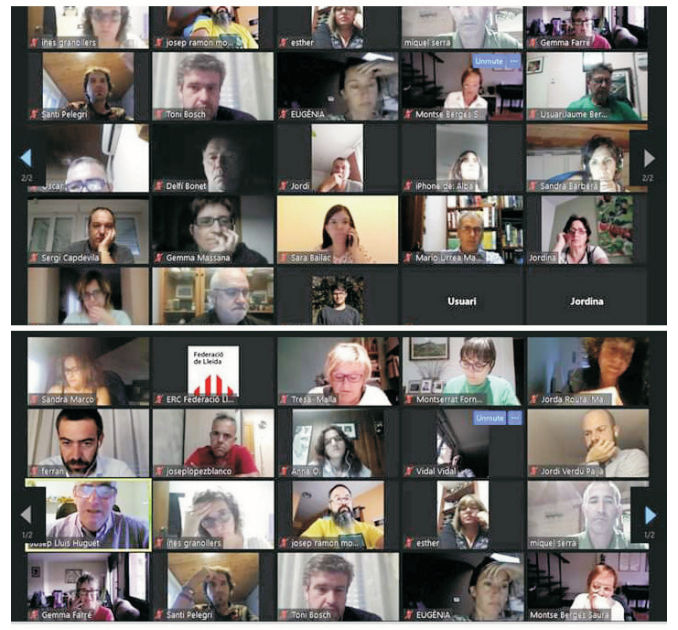 ines granollers
josep ramon mo...
esther
miquel serra
Gemma Farré
Unmute
Santi Pelegrí
Toni Bosch
EUGÈNIA
Montse Bergés S
UsuariJaume Ber...
2/2
Oscar
Delfí Bonet
Jordi
iPhone de: Alba
Sandra Barberà
2/2
Sergi Capdevila
Gemma Massana
Sara Bailac
Mario Urrea Ma...
Jordina
Usuari
Jordina
Federació
de Lleida
Sandra Marco
ERC Federació Ll...
Tresa Malla
Montserrat Forn...
Jorda Roura, Ma
Unmute
ferran
joseplopezblanco
Anna O.
Vidal Vidal
Jordi Verdú Paja
1/2
Josep Lluís Huguet
ines granollers
josep ramon mo...
esther
miquel serra
1/2
Gemma Farré
Santi Pelegrí
Toni Bosch
EUGÈNIA
Montse Bergés Saura